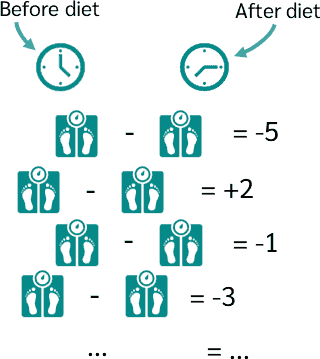 Before diet
After diet
- = -5
- = +2
- = -1
- = -3
... = ...